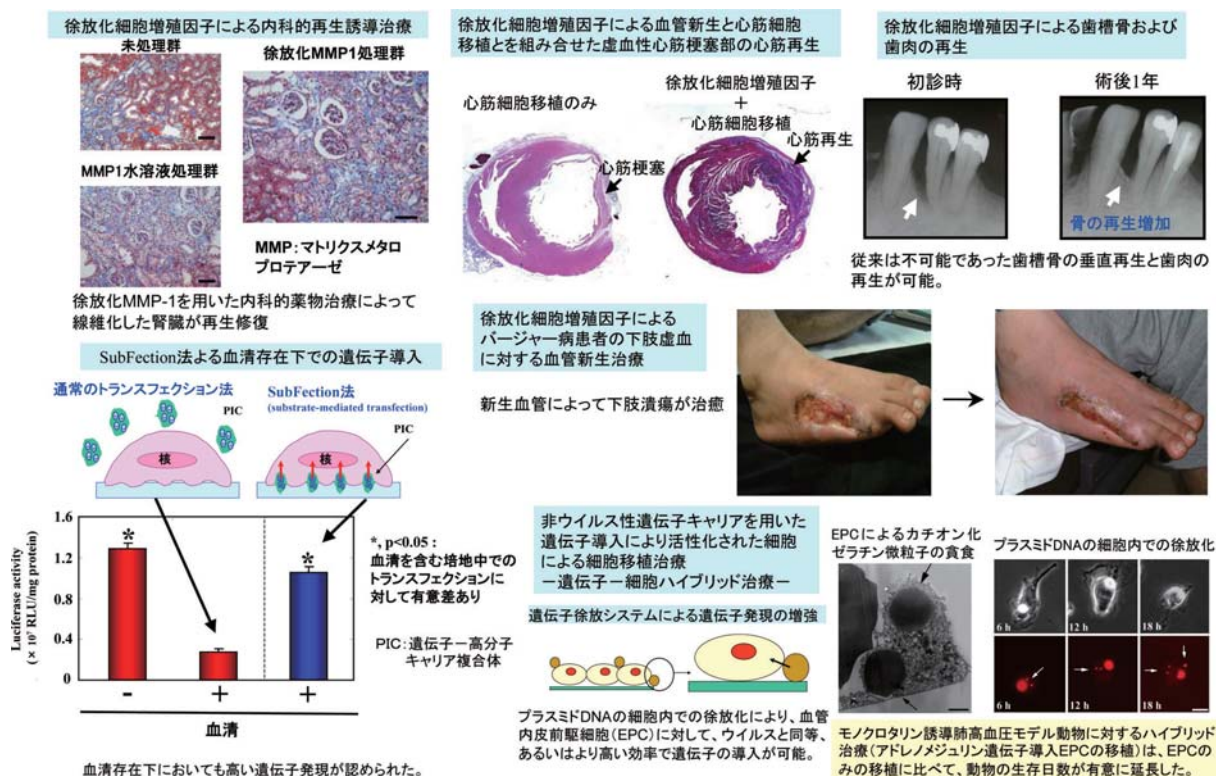 徐放化細胞増殖因子による内科的再生誘導治療
未処理群
徐放化MMP1処理群
MMP1水溶液処理群
MMP：マトリクスメタロ
プロテアーゼ
徐放化MMP-1を用いた内科的薬物治療によって
線維化した腎臓が再生修復
徐放化細胞増殖因子による血管新生と心筋細胞
移植とを組み合せた虚血性心筋梗塞部の心筋再生
心筋細胞移植のみ
徐放化細胞増殖因子
＋
心筋細胞移植
心筋再生
心筋梗塞
徐放化細胞増殖因子による歯槽骨および
歯肉の再生
初診時
術後1年
骨の再生増加
従来は不可能であった歯槽骨の垂直再生と歯肉の
再生が可能。
徐放化細胞増殖因子による
バージャー病患者の下肢虚血
に対する血管新生治療
新生血管によって下肢潰瘍が治癒
SubFection法よる血清存在下での遺伝子導入
通常のトランスフェクション法
PIC
核
SubFection法
(substrate-mediated transfection)
PIC
核
Luciferase activity
(× 10⁷ RLU/mg protein)
1.6
1.2
0.8
0.4
0
*
*
-
+
+
血清
*, p<0.05 :
血清を含む培地中での
トランスフェクションに
対して有意差あり
PIC：遺伝子－高分子
キャリア複合体
血清存在下においても高い遺伝子発現が認められた。
非ウイルス性遺伝子キャリアを用いた
遺伝子導入により活性化された細胞
による細胞移植治療
－遺伝子－細胞ハイブリッド治療－
遺伝子徐放システムによる遺伝子発現の増強
プラスミドDNAの細胞内での徐放化により、血管
内皮前駆細胞(EPC)に対して、ウイルスと同等、
あるいはより高い効率で遺伝子の導入が可能。
EPCによるカチオン化
ゼラチン微粒子の貪食
プラスミドDNAの細胞内での徐放化
6 h
12 h
18 h
6 h
12 h
18 h
モノクロタリン誘導肺高血圧モデル動物に対するハイブリッド
治療(アドレノメジュリン遺伝子導入EPCの移植)は、EPC
のみの移植に比べて、動物の生存日数が有意に延長した。